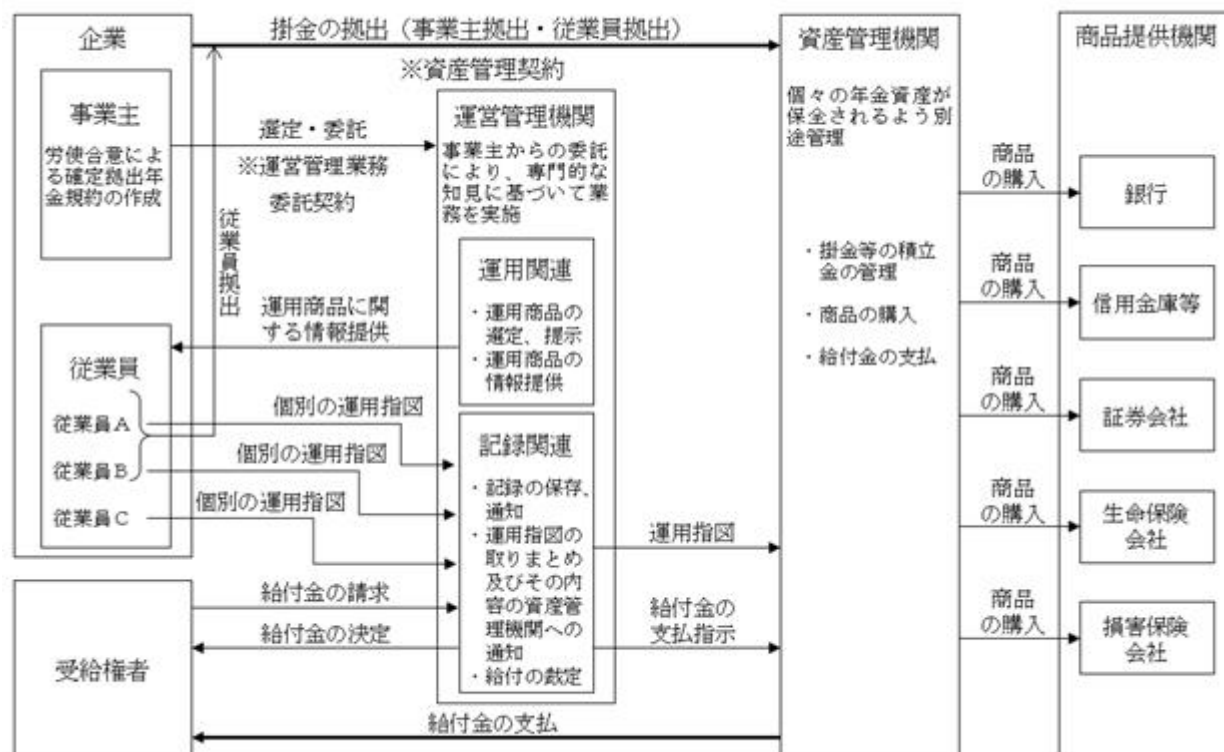 企業
掛金の拠出（事業主拠出・従業員拠出）
※資産管理契約
事業主
労使合意によ
る確定拠出年
金規約の作成
選定・委託
※運営管理業務
委託契約
従業員拠出
運営管理機関
事業主からの委託
により、専門的な
知見に基づいて業
務を実施
運用関連
・運用商品の
選定、提示
・運用商品の
情報提供
運用商品に関
する情報提供
従業員
従業員A
従業員B
従業員C
個別の運用指図
個別の運用指図
個別の運用指図
記録関連
・記録の保存、
通知
・運用指図の
取りまとめ
及びその内
容の資産管
理機関への
通知
・給付の裁定
運用指図
給付金の
支払指示
給付金の請求
給付金の決定
受給権者
給付金の支払
資産管理機関
個々の年金資産が
保全されるよう別
途管理
・掛金等の積立
金の管理
・商品の購入
・給付金の支払
商品
の購入
商品
の購入
商品
の購入
商品
の購入
商品
の購入
商品提供機関
銀行
信用金庫等
証券会社
生命保険
会社
損害保険
会社